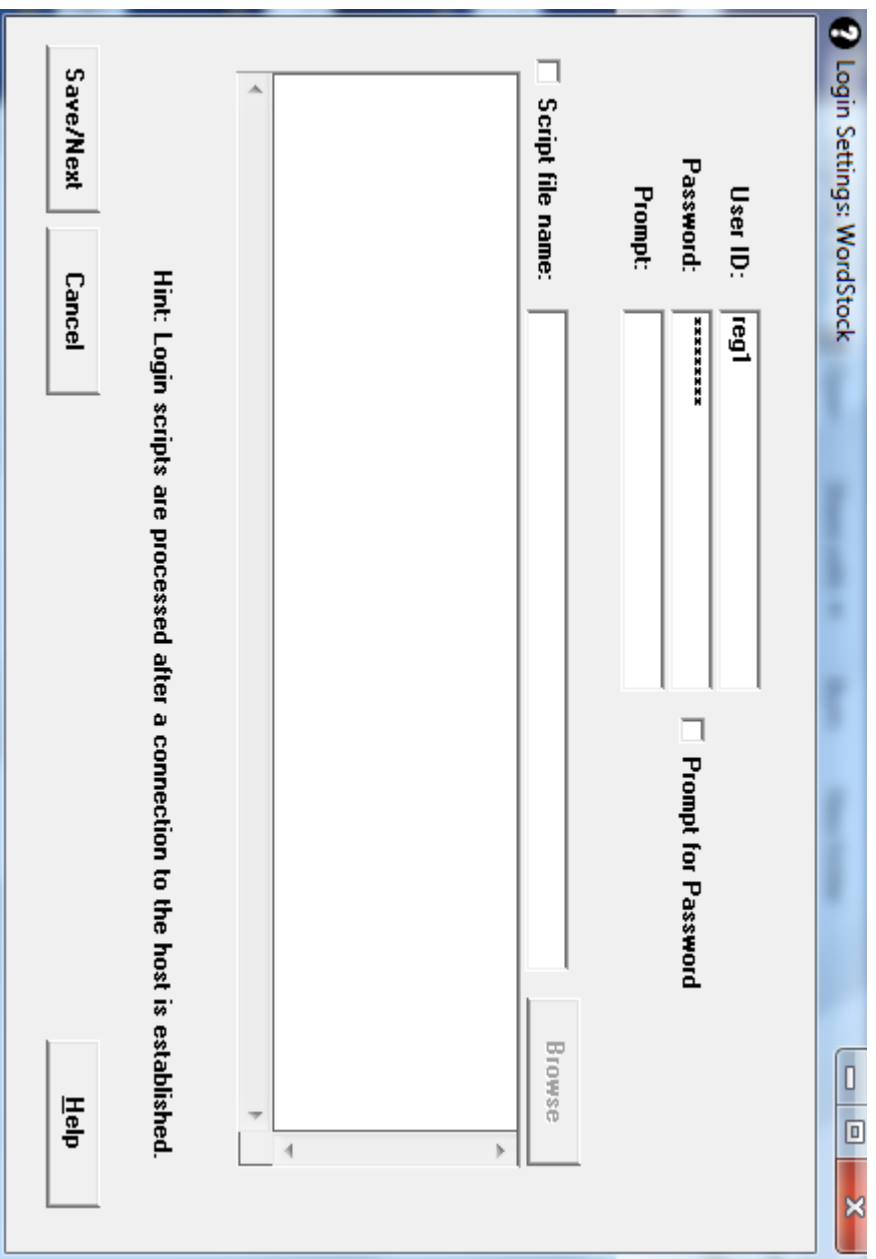 Login Settings: WordStock
User ID: reg1
Password: xxxxxxxxxx
Prompt for Password
Prompt:
Script file name:
Browse
Hint: Login scripts are processed after a connection to the host is established.
Save/Next
Cancel
Help